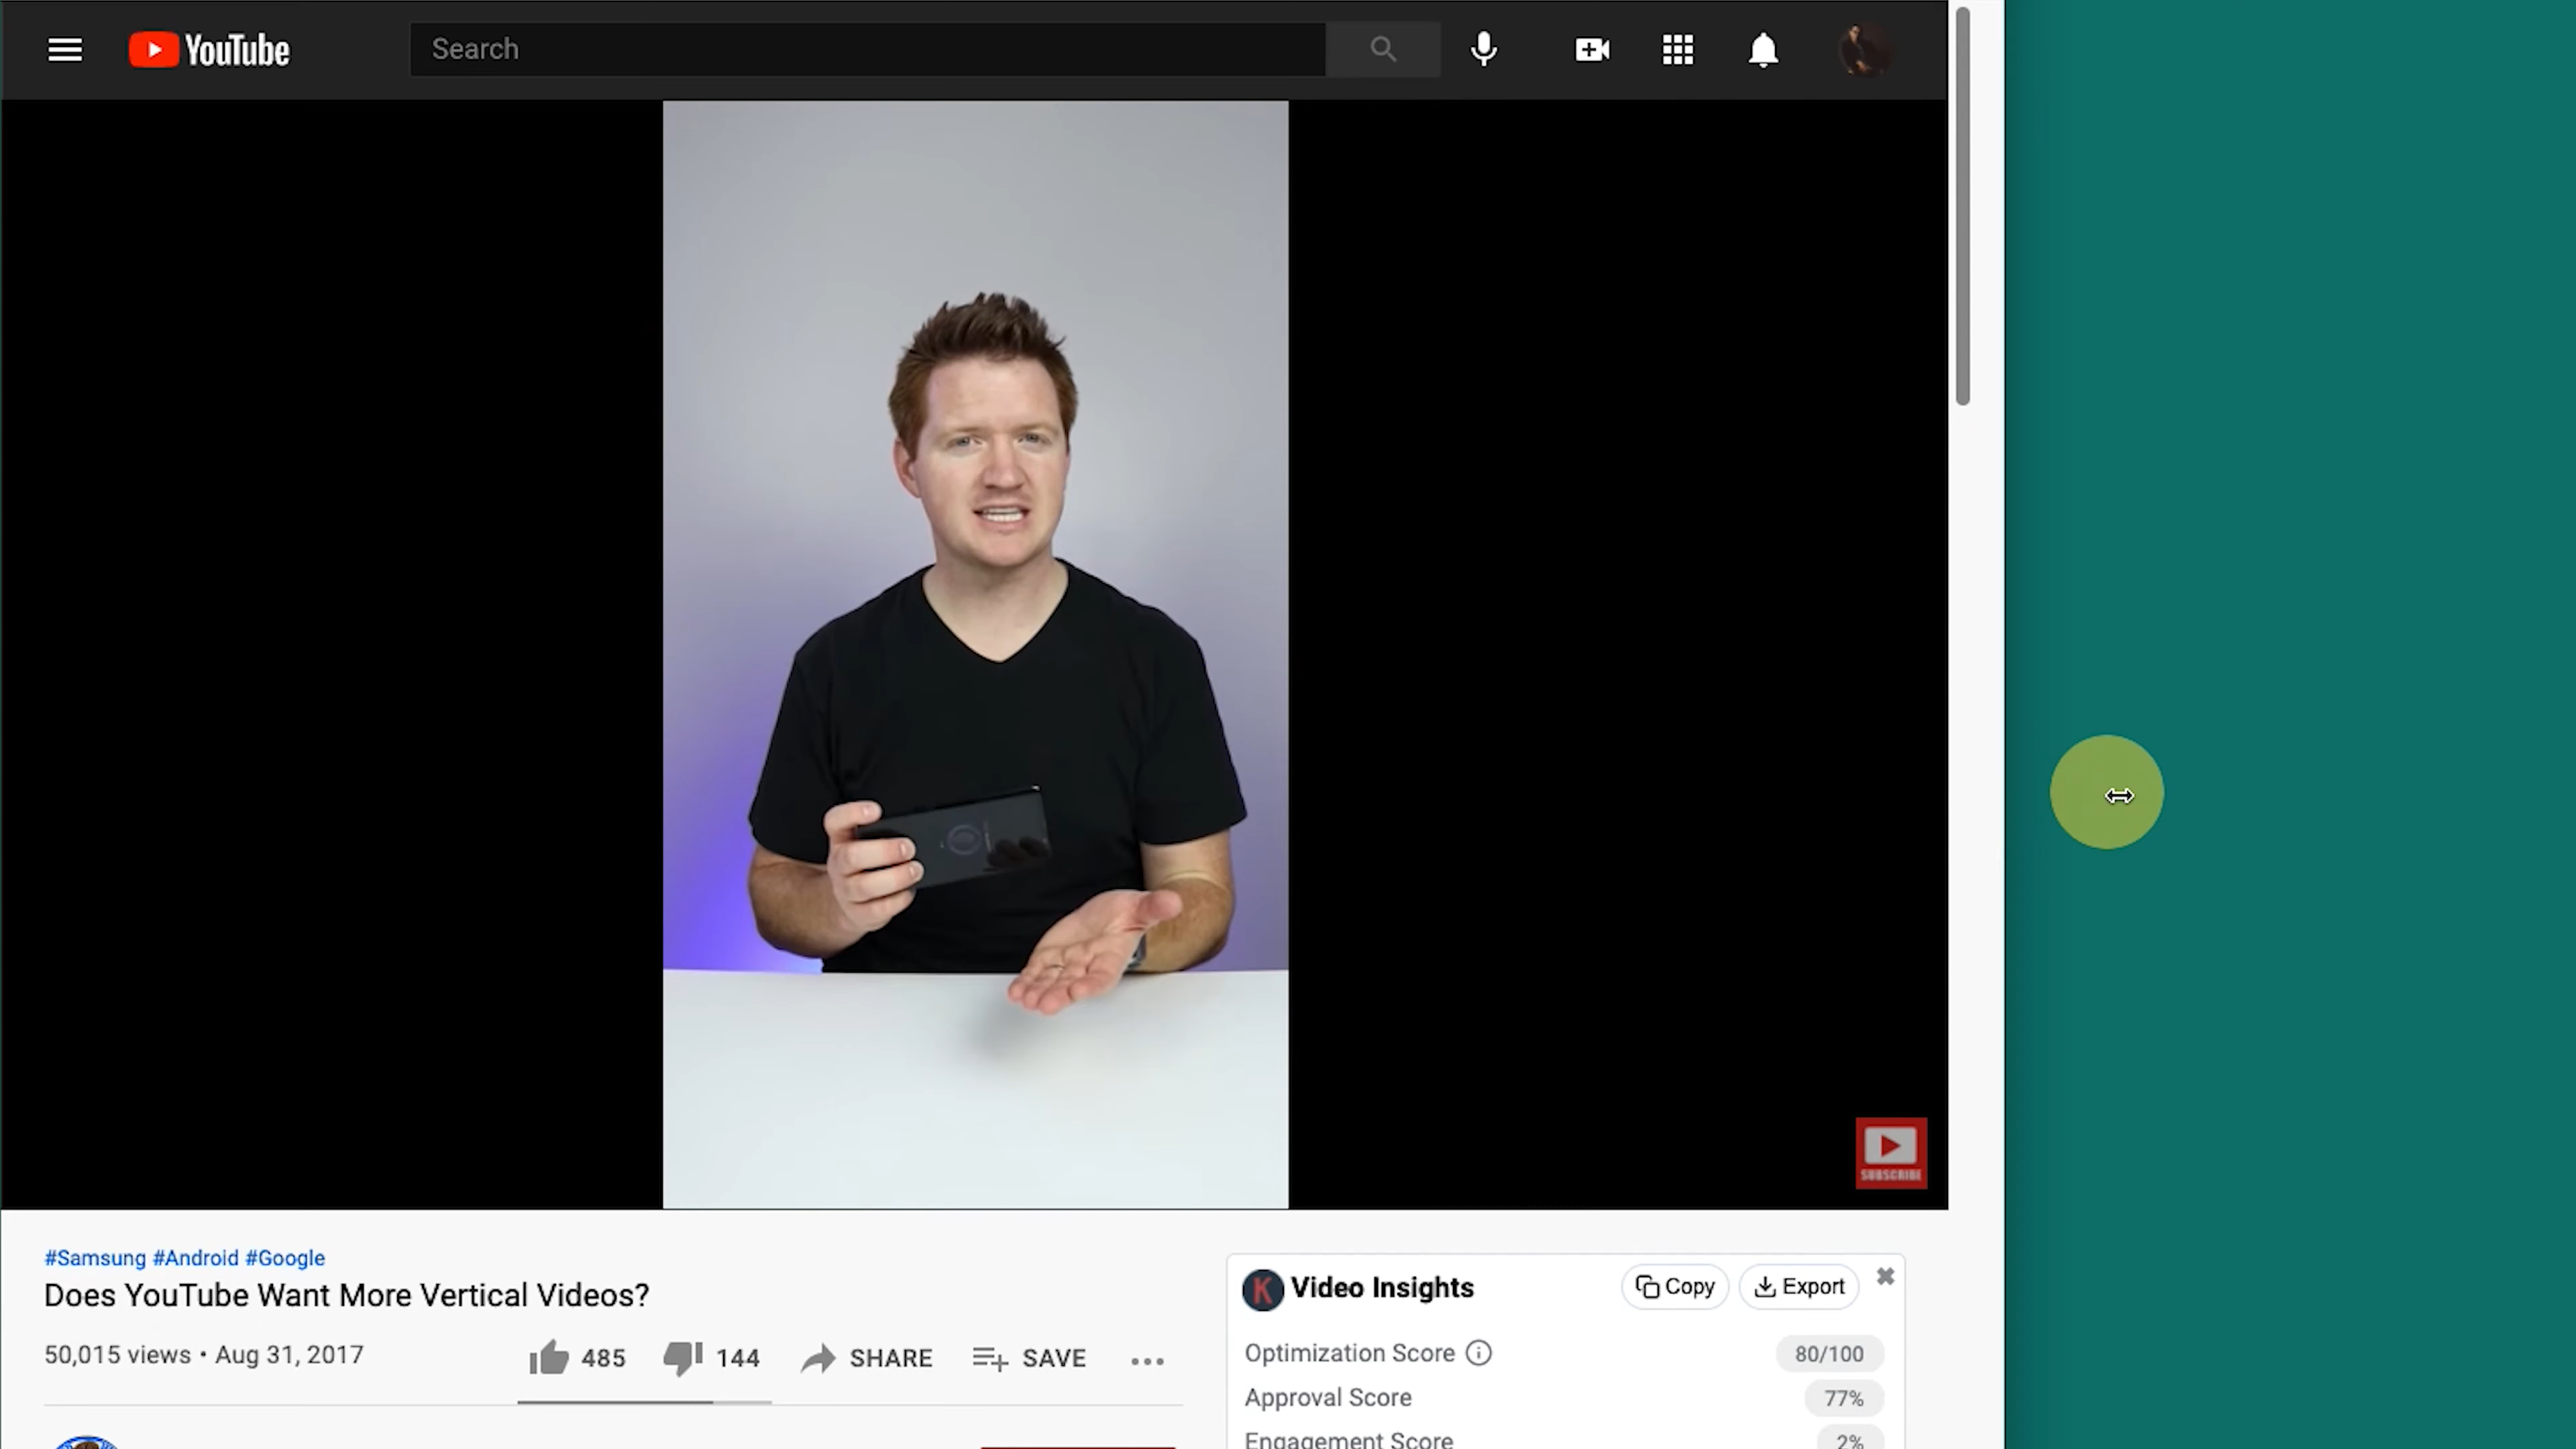 YouTube
Search
SUBSCRIBE
#Samsung #Android #Google
Does YouTube Want More Vertical Videos?
50,015 views • Aug 31, 2017
485
144
SHARE
SAVE
K Video Insights
Copy
Export
Optimization Score
80/100
Approval Score
77%
Engagement Score
2%